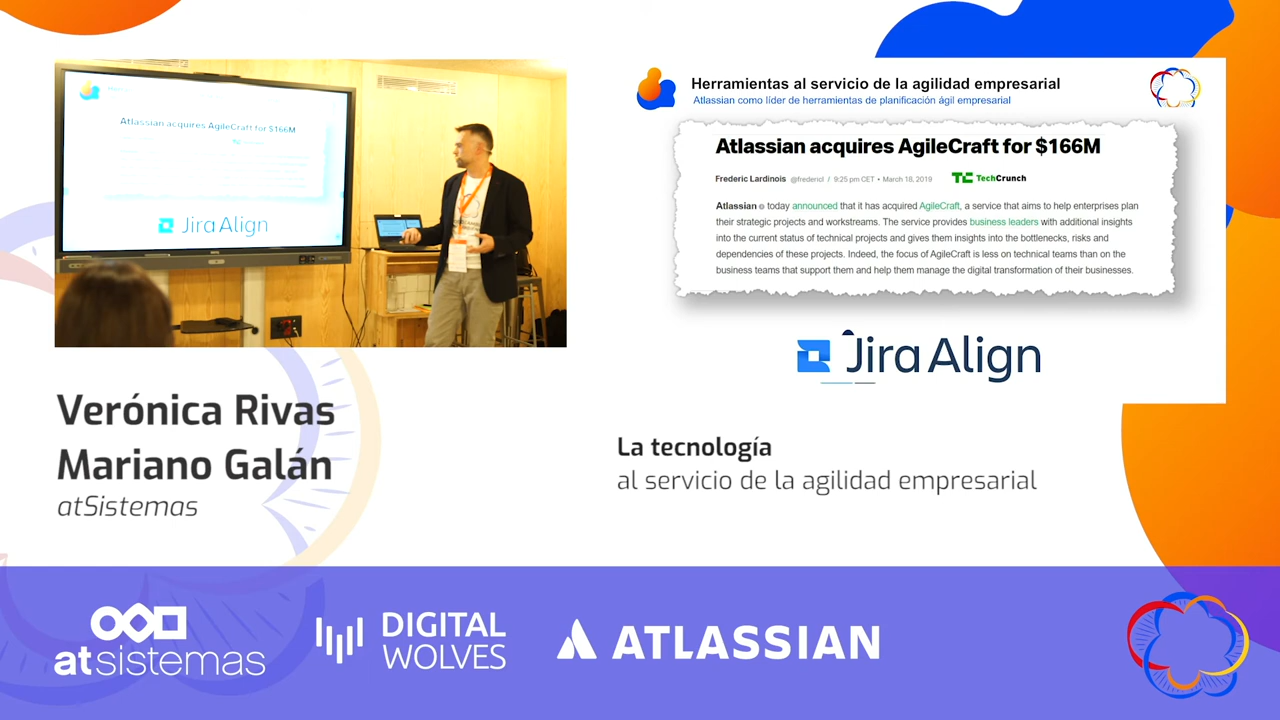 Atlassian acquires AgileCraft for $166M
Jira Align
Herramientas al servicio de la agilidad empresarial
Atlassian como líder de herramientas de planificación ágil empresarial
Atlassian acquires AgileCraft for $166M
Frederic Lardinois @fredericl / 9:25 pm CET • March 18, 2019 TechCrunch
Atlassian today announced that it has acquired AgileCraft, a service that aims to help enterprises plan
their strategic projects and workstreams. The service provides business leaders with additional insights
into the current status of technical projects and gives them insights into the bottlenecks, risks and
dependencies of these projects. Indeed, the focus of AgileCraft is less on technical teams than on the
business teams that support them and help them manage the digital transformation of their businesses.
Jira Align
Verónica Rivas
Mariano Galán
atSistemas
La tecnología
al servicio de la agilidad empresarial
atsistemas
DIGITAL
WOLVES
ATLASSIAN